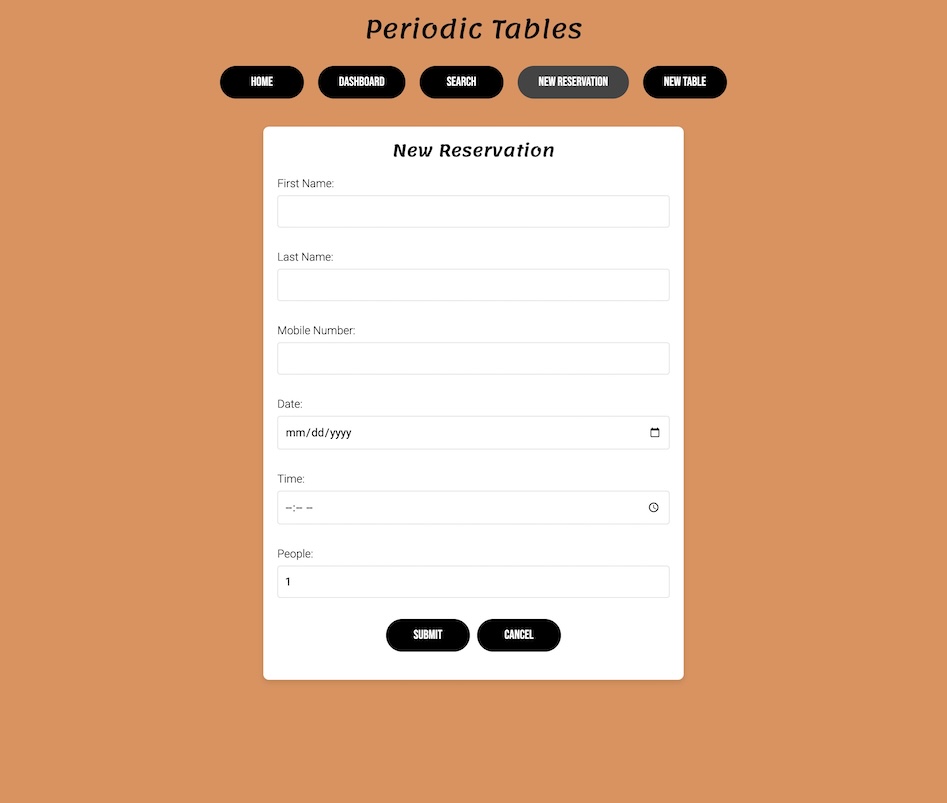 Periodic Tables
HOME DASHBOARD SEARCH NEW RESERVATION NEW TABLE
New Reservation
First Name:
Last Name:
Mobile Number:
Date:
mm/dd/yyyy
Time:
--:-- --
People:
1
SUBMIT CANCEL